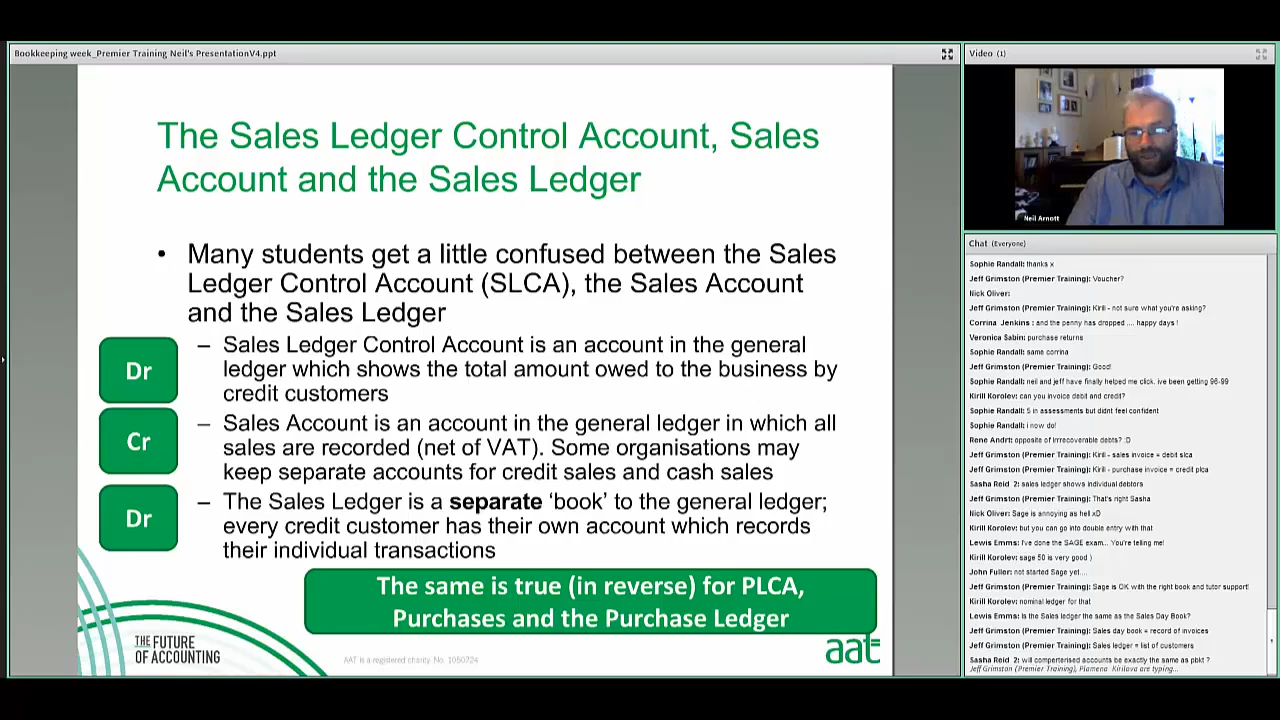 Bookkeeping week_Premier Training Neil's PresentationV4.ppt
The Sales Ledger Control Account, Sales
Account and the Sales Ledger
• Many students get a little confused between the Sales
Ledger Control Account (SLCA), the Sales Account
and the Sales Ledger
Dr
– Sales Ledger Control Account is an account in the general
ledger which shows the total amount owed to the business by
credit customers
Cr
– Sales Account is an account in the general ledger in which all
sales are recorded (net of VAT). Some organisations may
keep separate accounts for credit sales and cash sales
Dr
– The Sales Ledger is a separate ‘book’ to the general ledger;
every credit customer has their own account which records
their individual transactions
The same is true (in reverse) for PLCA,
Purchases and the Purchase Ledger
THE FUTURE
OF ACCOUNTING
AAT is a registered charity. No. 1050724
aat
Video (1)
Neil Arnott
Chat (Everyone)
Sophie Randall: thanks x
Jeff Grimston (Premier Training): Voucher?
Nick Oliver:
Jeff Grimston (Premier Training): Kirill - not sure what you're asking?
Corrina Jenkins : and the penny has dropped .... happy days !
Veronica Sabin: purchase returns
Sophie Randall: same corrina
Jeff Grimston (Premier Training): Good!
Sophie Randall: neil and jeff have finally helped me click. ive been getting 96-99
Kirill Korolev: can you invoice debit and credit?
Sophie Randall: 5 in assessments but didnt feel confident
Sophie Randall: i now do!
Rene Andrt: opposite of Irrrecoverable debts? :D
Jeff Grimston (Premier Training): Kirill - sales invoice = debit slca
Jeff Grimston (Premier Training): Kirill - purchase invoice = credit plca
Sasha Reid 2: sales ledger shows individual debtors
Jeff Grimston (Premier Training): That's right Sasha
Nick Oliver: Sage is annoying as hell xD
Kirill Korolev: but you can go into double entry with that
Lewis Emms: I've done the SAGE exam... You're telling me!
Kirill Korolev: sage 50 is very good )
John Fuller: not started Sage yet....
Jeff Grimston (Premier Training): Sage is OK with the right book and tutor support!
Kirill Korolev: nominal ledger for that
Lewis Emms: Is the Sales ledger the same as the Sales Day Book?
Jeff Grimston (Premier Training): Sales day book = record of invoices
Jeff Grimston (Premier Training): Sales ledger = list of customers
Sasha Reid 2: will comperterised accounts be exactly the same as pbkt ?
Jeff Grimston (Premier Training), Plamena Kirilova are typing...